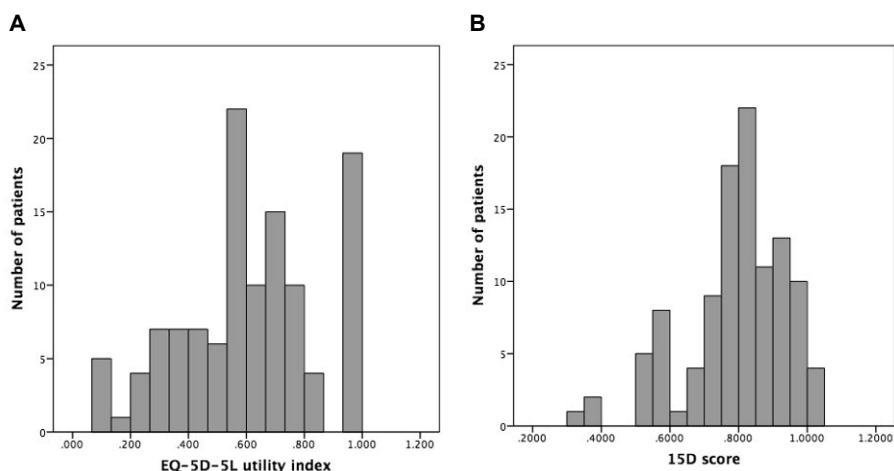 A
Number of patients
25
20
15
10
5
0
.000 .200 .400 .600 .800 1.000 1.200
EQ-5D-5L utility index
B
Number of patients
25
20
15
10
5
0
.2000 .4000 .6000 .8000 1.0000 1.2000
15D score